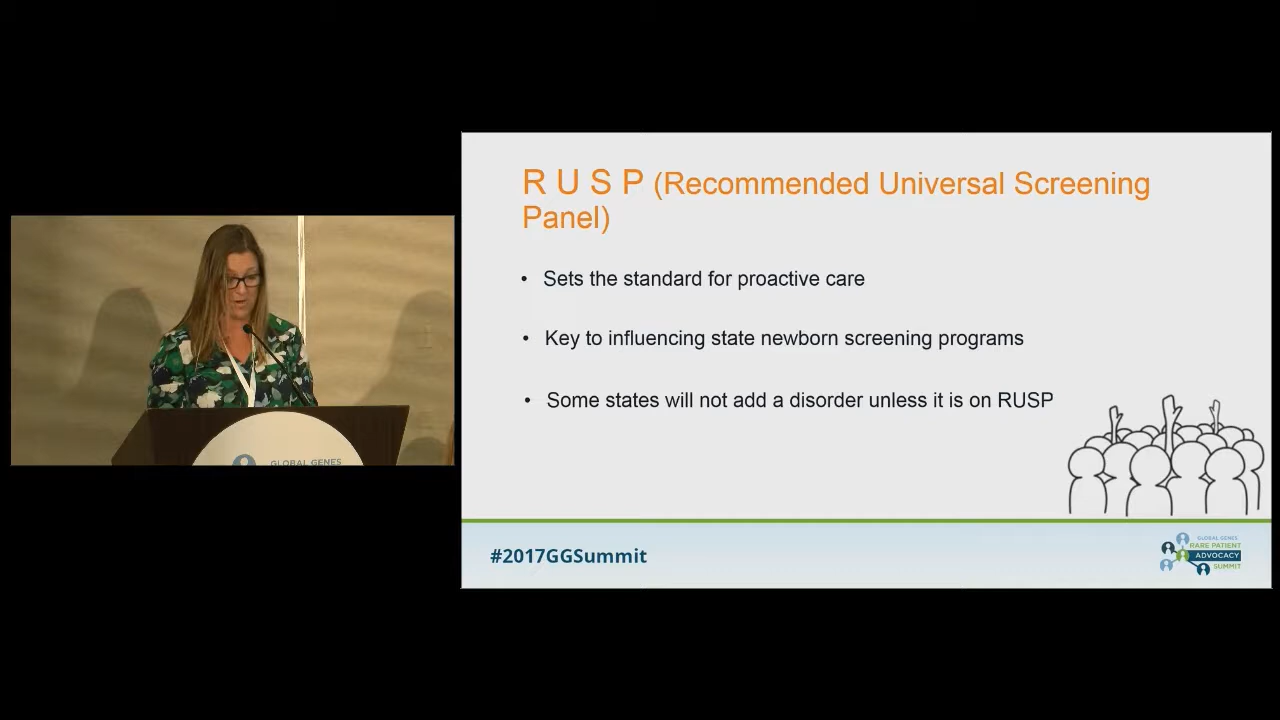 R U S P (Recommended Universal Screening
Panel)
• Sets the standard for proactive care
• Key to influencing state newborn screening programs
• Some states will not add a disorder unless it is on RUSP
GLOBAL GENES
#2017GGSummit
GLOBAL GENES
RARE PATIENT
ADVOCACY
SUMMIT